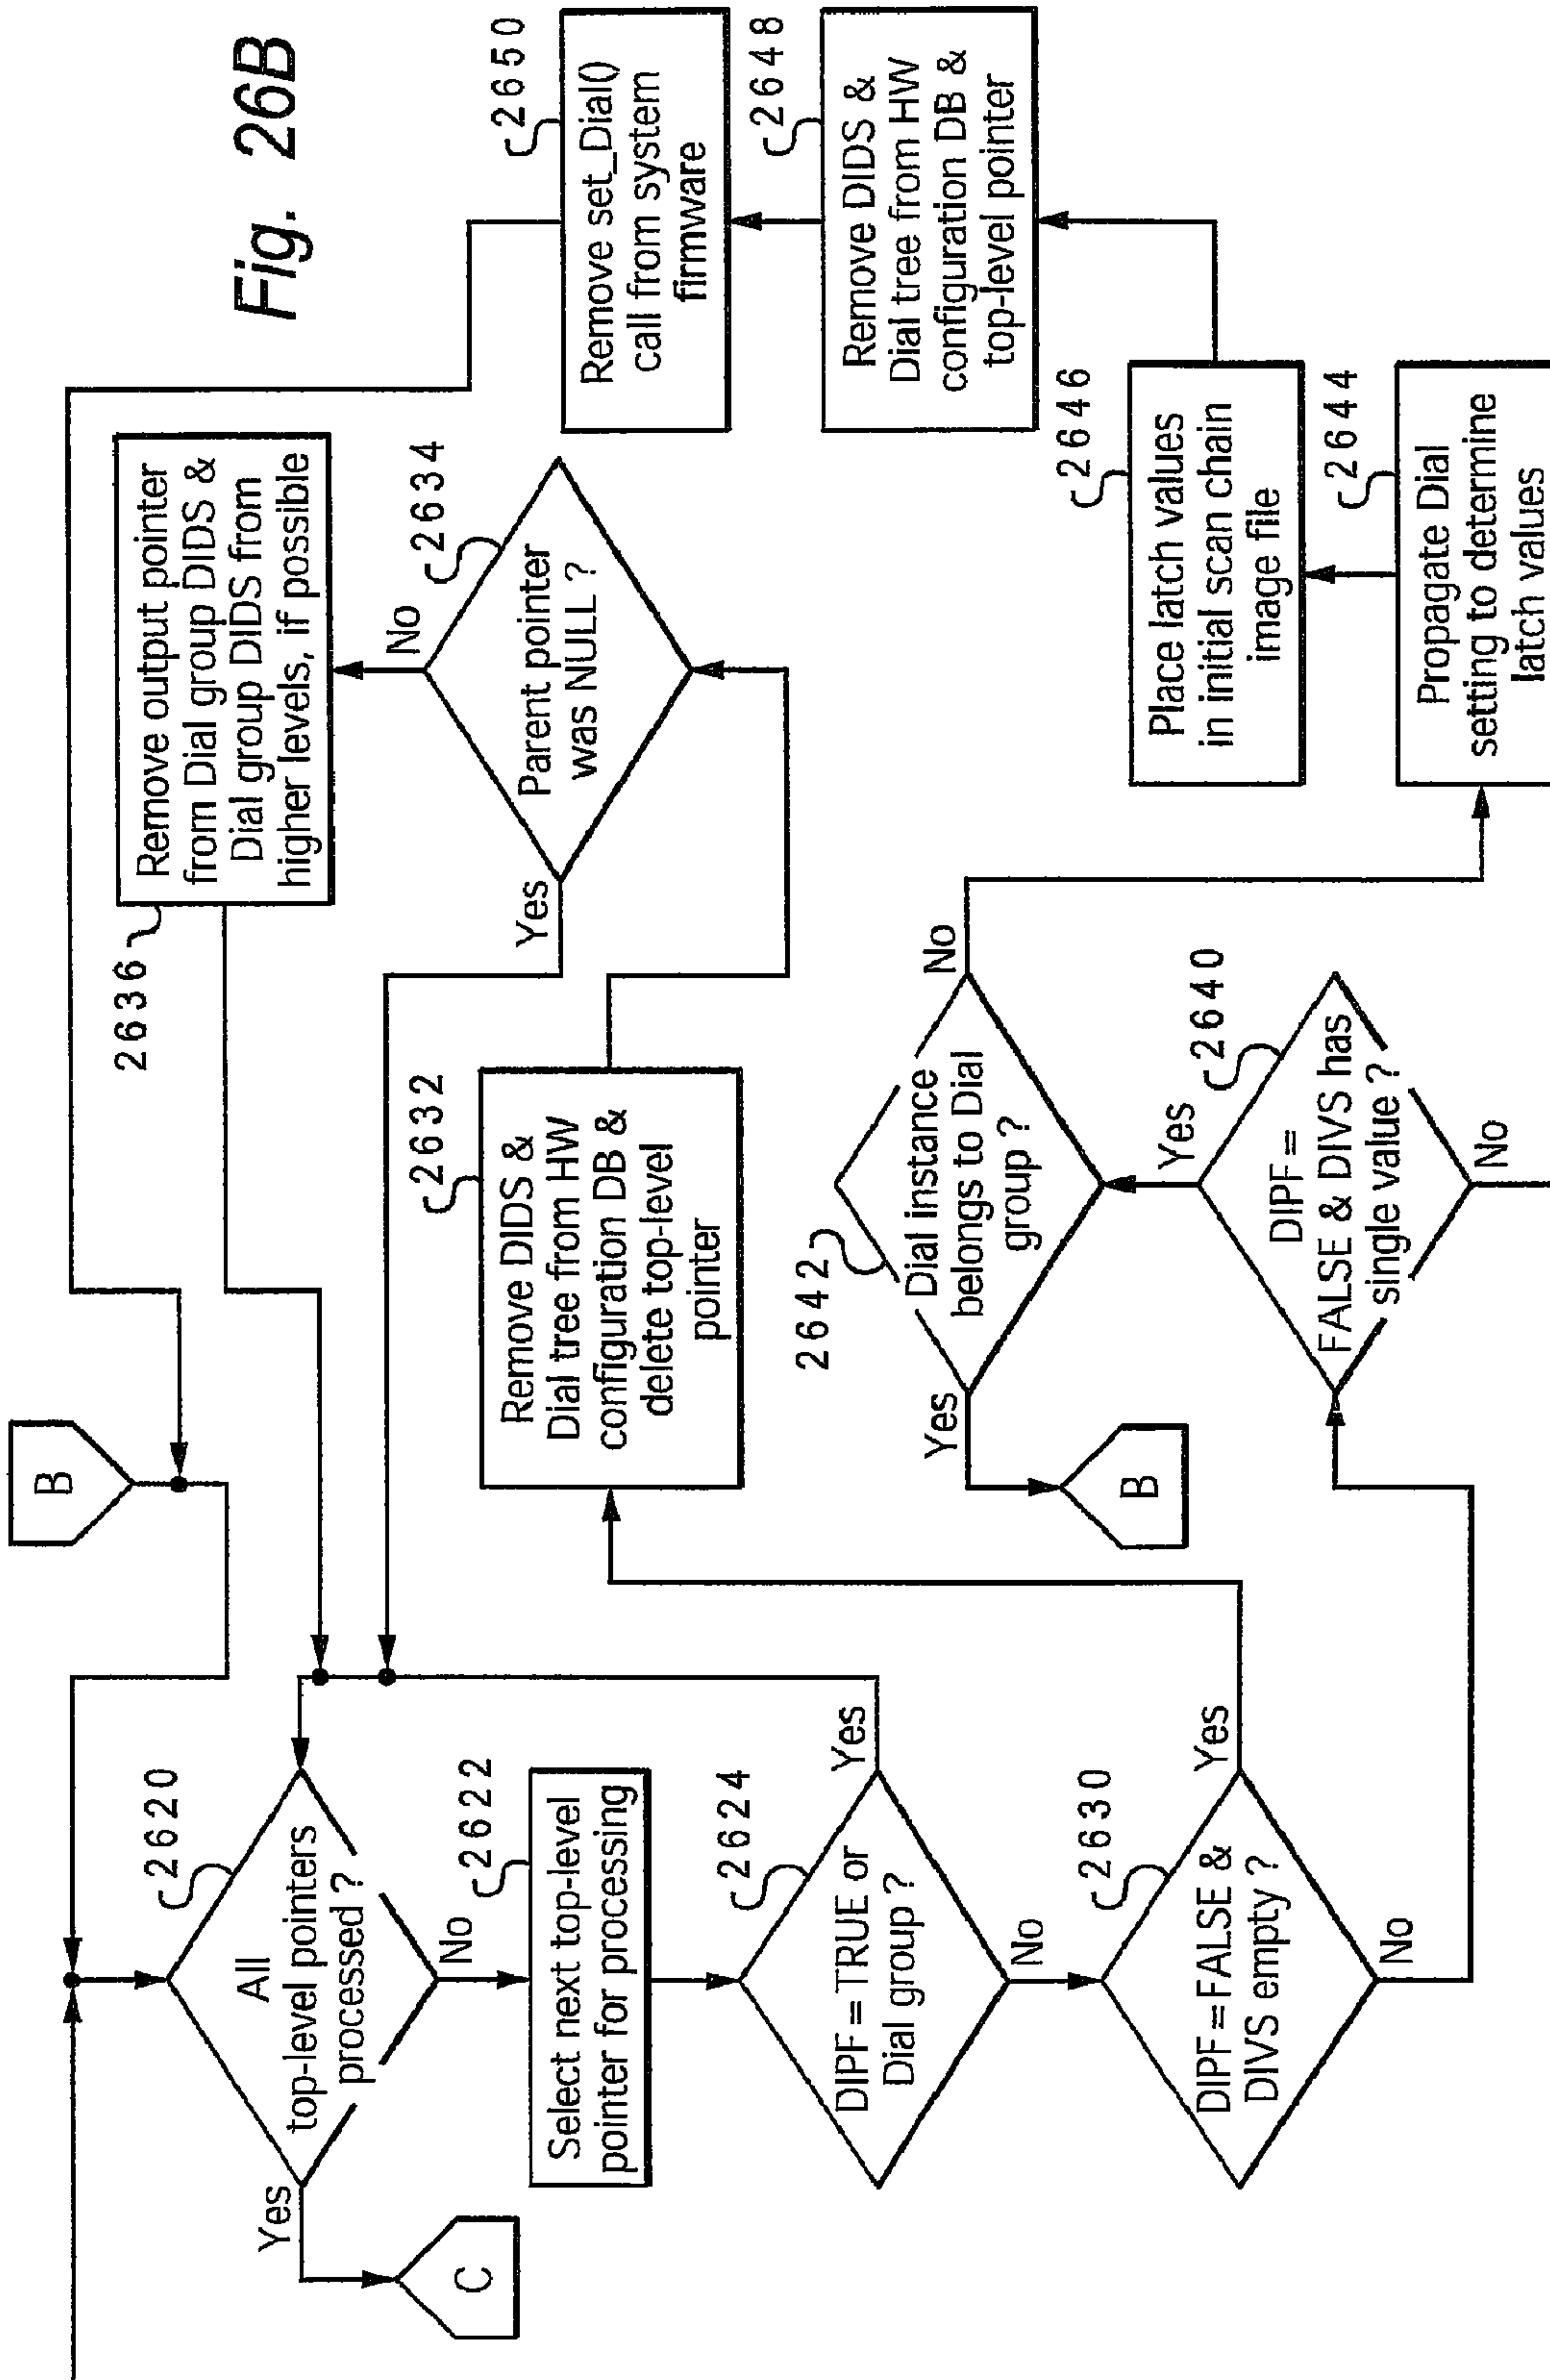 Fig. 26B
B
2620
All
top-level pointers
processed ?
Yes
No
C
2622
Select next top-level
pointer for processing
2624
DIPF = TRUE or
Dial group ?
Yes
No
2630
DIPF = FALSE &
DIVS empty ?
Yes
No
2632
Remove DIDS &
Dial tree from HW
configuration DB &
delete top-level
pointer
2634
Parent pointer
was NULL ?
Yes
No
2636
Remove output pointer
from Dial group DIDS &
Dial group DIDS from
higher levels, if possible
2640
DIPF =
FALSE & DIVS has
single value ?
Yes
No
2642
Dial instance
belongs to Dial
group ?
Yes
No
B
2644
Propagate Dial
setting to determine
latch values
2646
Place latch values
in initial scan chain
image file
2648
Remove DIDS &
Dial tree from HW
configuration DB &
top-level pointer
2650
Remove set_Dial()
call from system
firmware